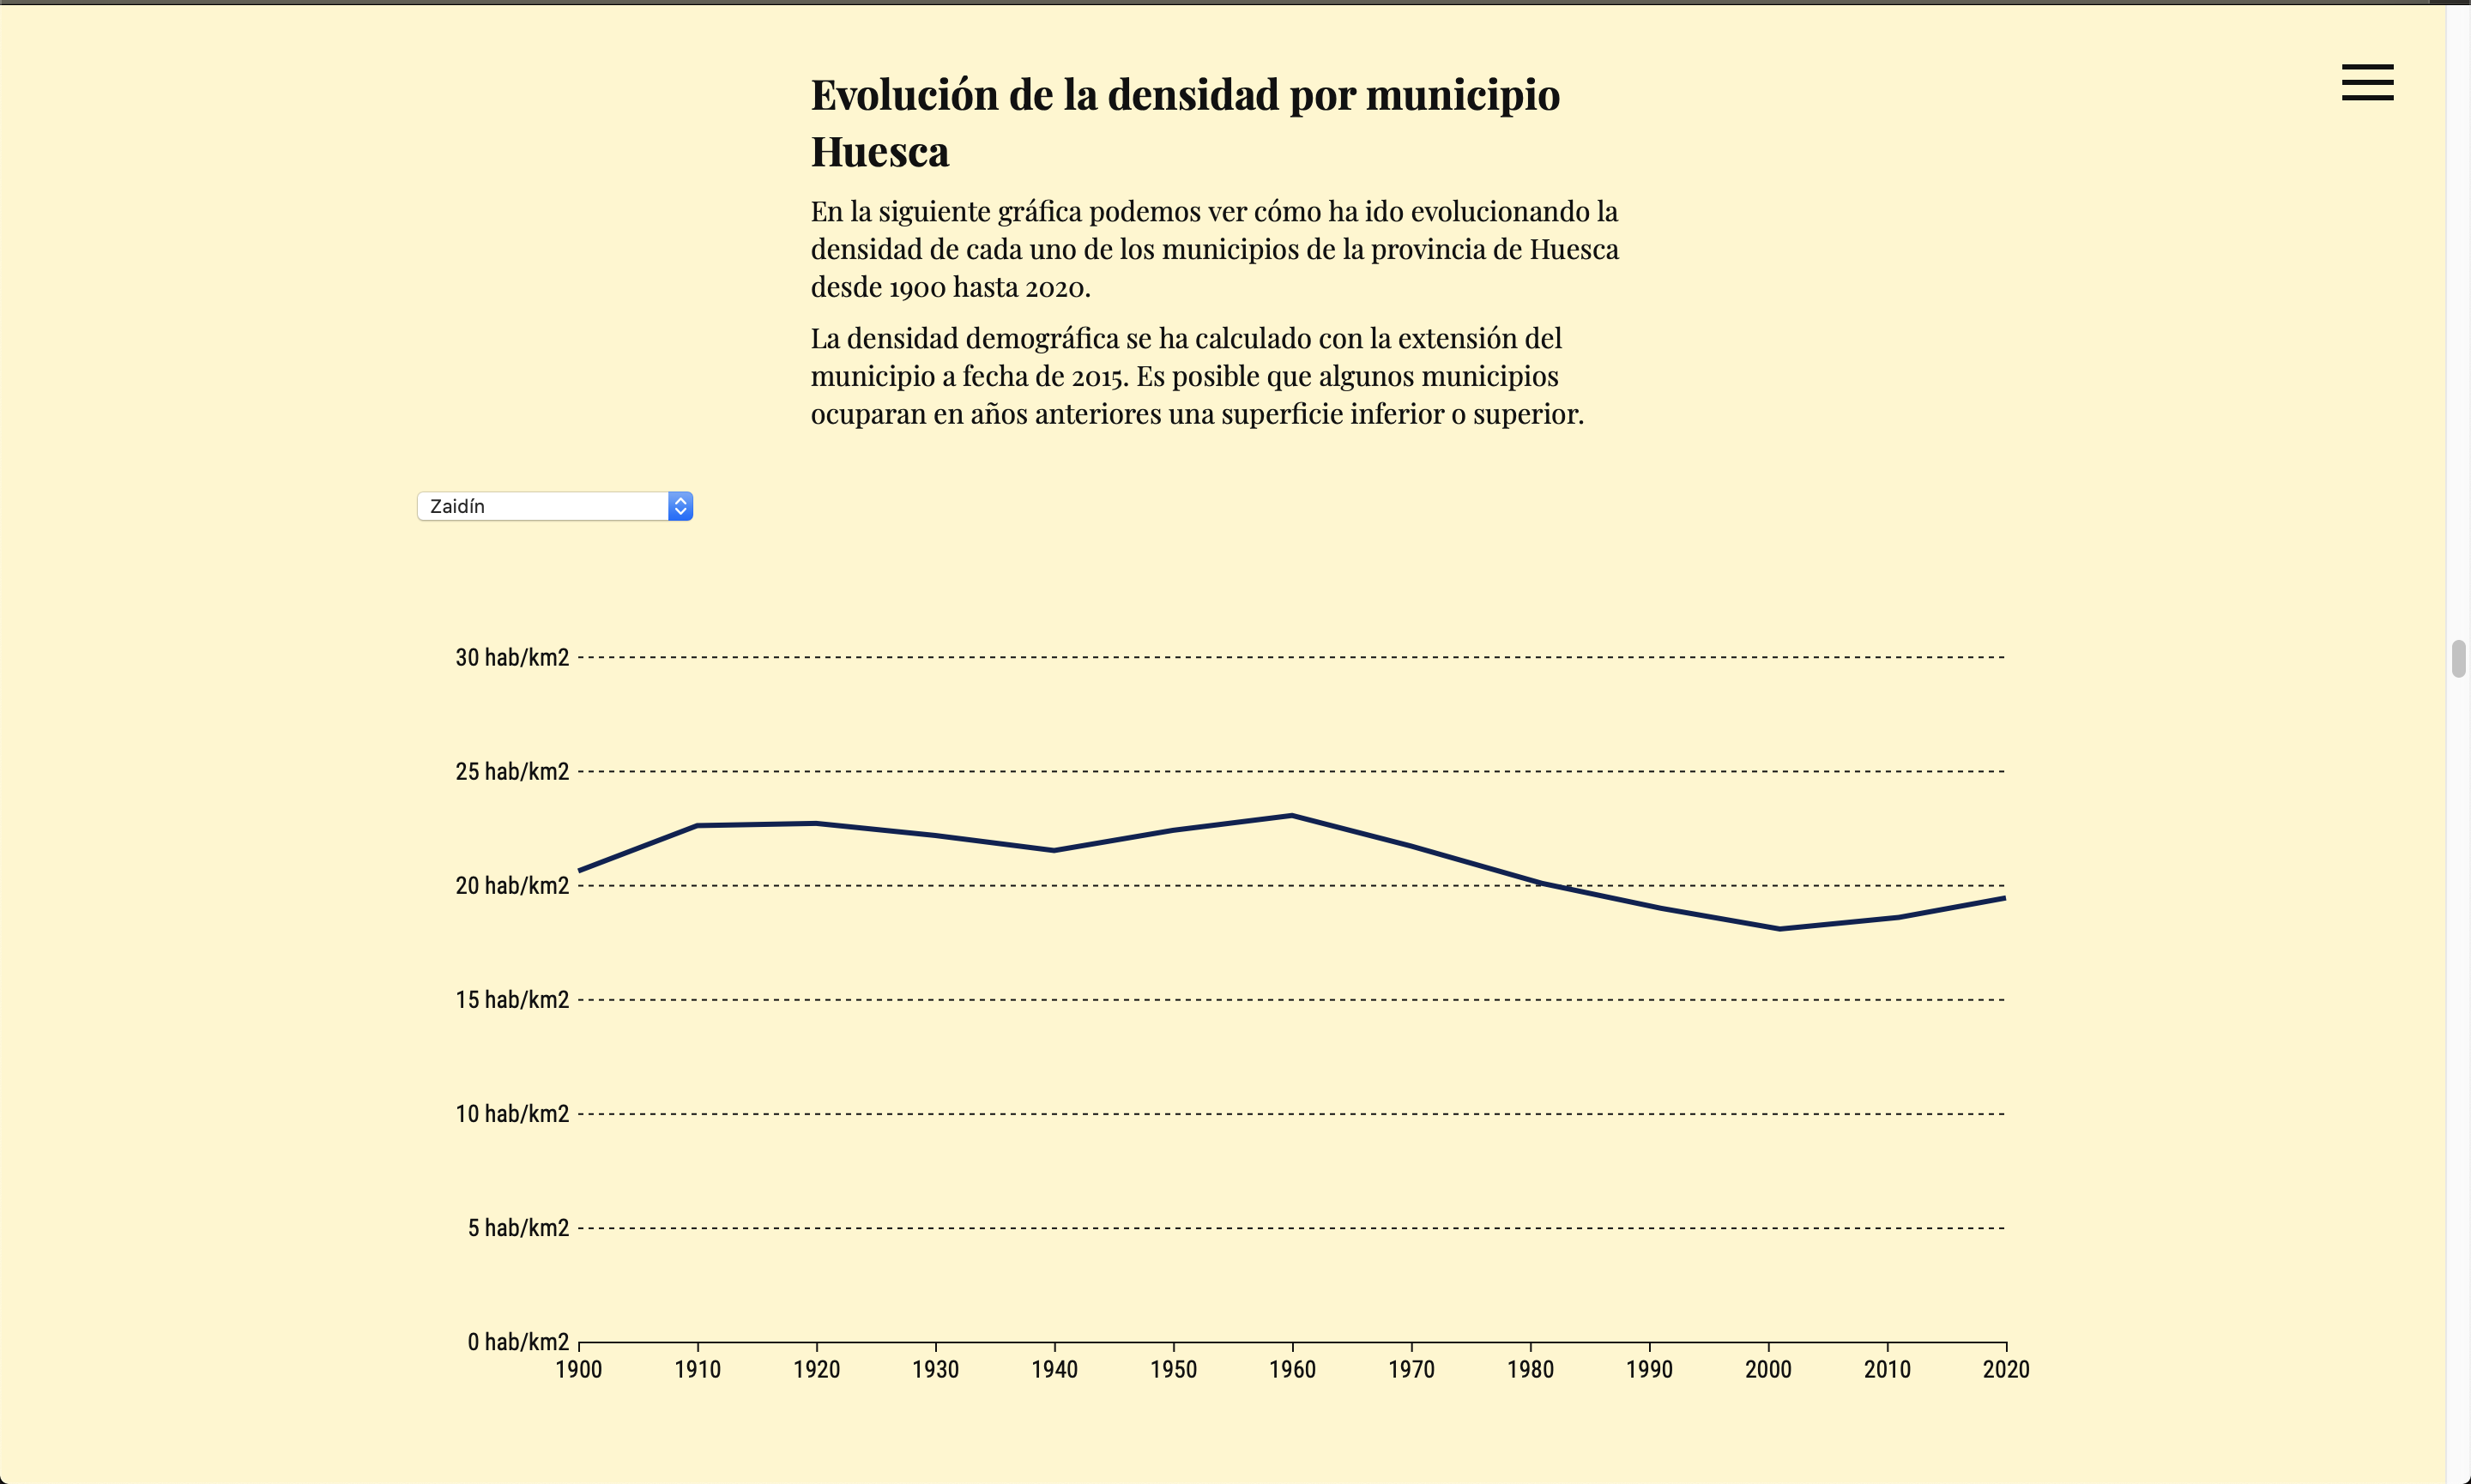 Evolución de la densidad por municipio
Huesca
En la siguiente gráfica podemos ver cómo ha ido evolucionando la
densidad de cada uno de los municipios de la provincia de Huesca
desde 1900 hasta 2020.
La densidad demográfica se ha calculado con la extensión del
municipio a fecha de 2015. Es posible que algunos municipios
ocuparan en años anteriores una superficie inferior o superior.
Zaidín
30 hab/km2
25 hab/km2
20 hab/km2
15 hab/km2
10 hab/km2
5 hab/km2
0 hab/km2
1900 1910 1920 1930 1940 1950 1960 1970 1980 1990 2000 2010 2020